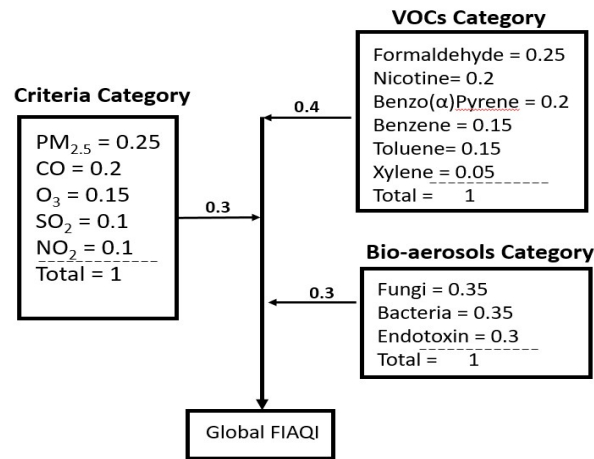 VOCs Category
Formaldehyde = 0.25
Nicotine= 0.2
Benzo(α)Pyrene = 0.2
Benzene = 0.15
Toluene= 0.15
Xylene = 0.05
Total = 1
0.4
Criteria Category
PM2.5 = 0.25
CO = 0.2
O3 = 0.15
SO2 = 0.1
NO2 = 0.1
Total = 1
0.3
Bio-aerosols Category
Fungi = 0.35
Bacteria = 0.35
Endotoxin = 0.3
Total = 1
0.3
Global FIAQI